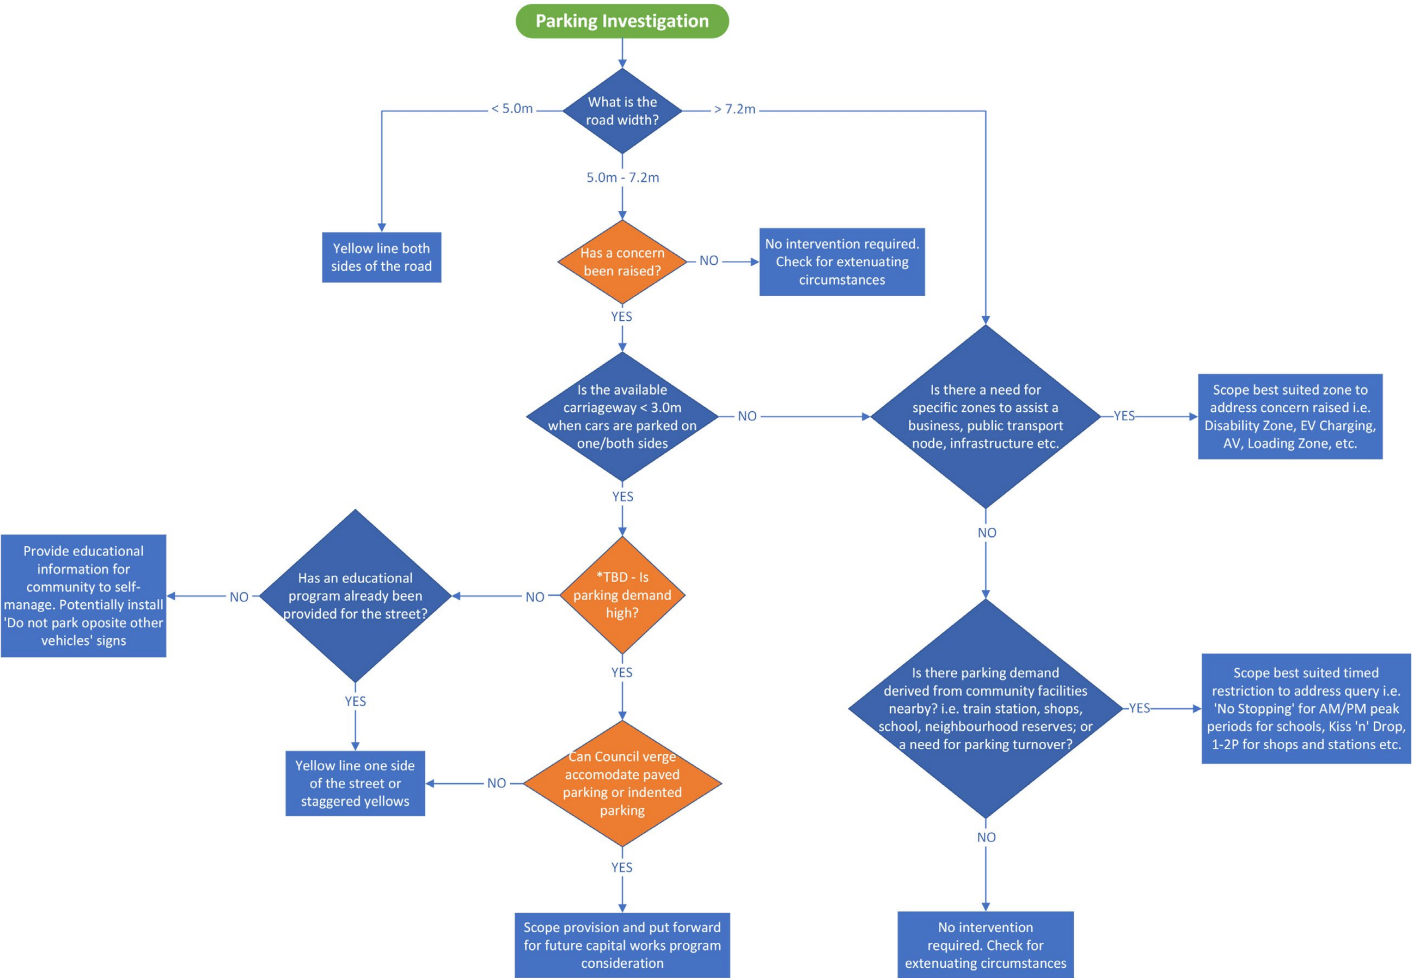 Parking Investigation
What is the
road width?
< 5.0m
> 7.2m
5.0m - 7.2m
Yellow line both
sides of the road
Has a concern
been raised?
NO
No intervention required.
Check for extenuating
circumstances
YES
Is the available
carriageway < 3.0m
when cars are parked on
one/both sides
NO
Is there a need for
specific zones to assist a
business, public transport
node, infrastructure etc.
YES
Scope best suited zone to
address concern raised i.e.
Disability Zone, EV Charging,
AV, Loading Zone, etc.
YES
NO
Provide educational
information for
community to self-
manage. Potentially install
'Do not park oposite other
vehicles' signs
NO
Has an educational
program already been
provided for the street?
NO
*TBD - Is
parking demand
high?
YES
YES
Is there parking demand
derived from community facilities
nearby? i.e. train station, shops,
school, neighbourhood reserves; or
a need for parking turnover?
YES
Scope best suited timed
restriction to address query i.e.
'No Stopping' for AM/PM peak
periods for schools, Kiss 'n' Drop,
1-2P for shops and stations etc.
Yellow line one side
of the street or
staggered yellows
NO
Can Council verge
accomodate paved
parking or indented
parking
YES
NO
Scope provision and put forward
for future capital works program
consideration
No intervention
required. Check for
extenuating circumstances